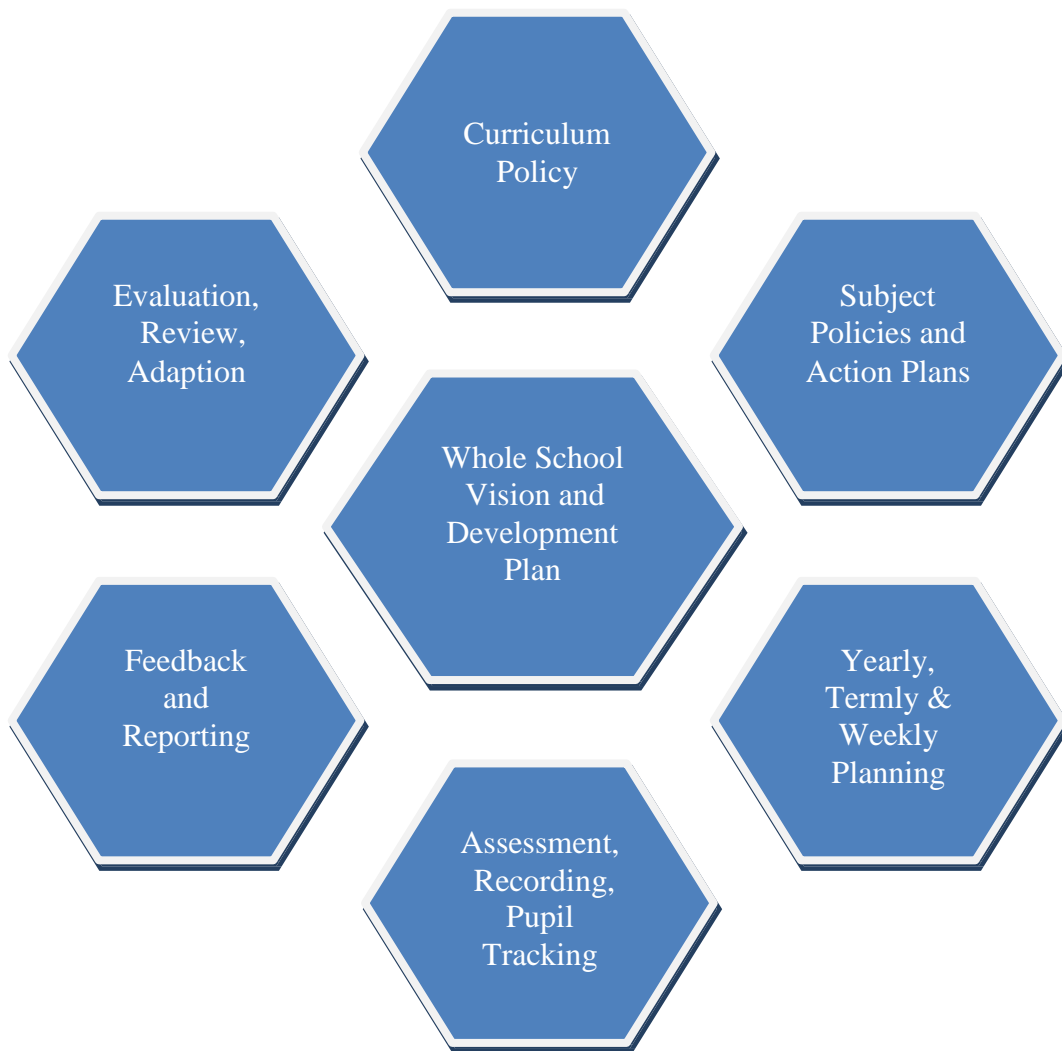 Curriculum
Policy
Evaluation,
Review,
Adaption
Subject
Policies and
Action Plans
Whole School
Vision and
Development
Plan
Feedback
and
Reporting
Yearly,
Termly &
Weekly
Planning
Assessment,
Recording,
Pupil
Tracking